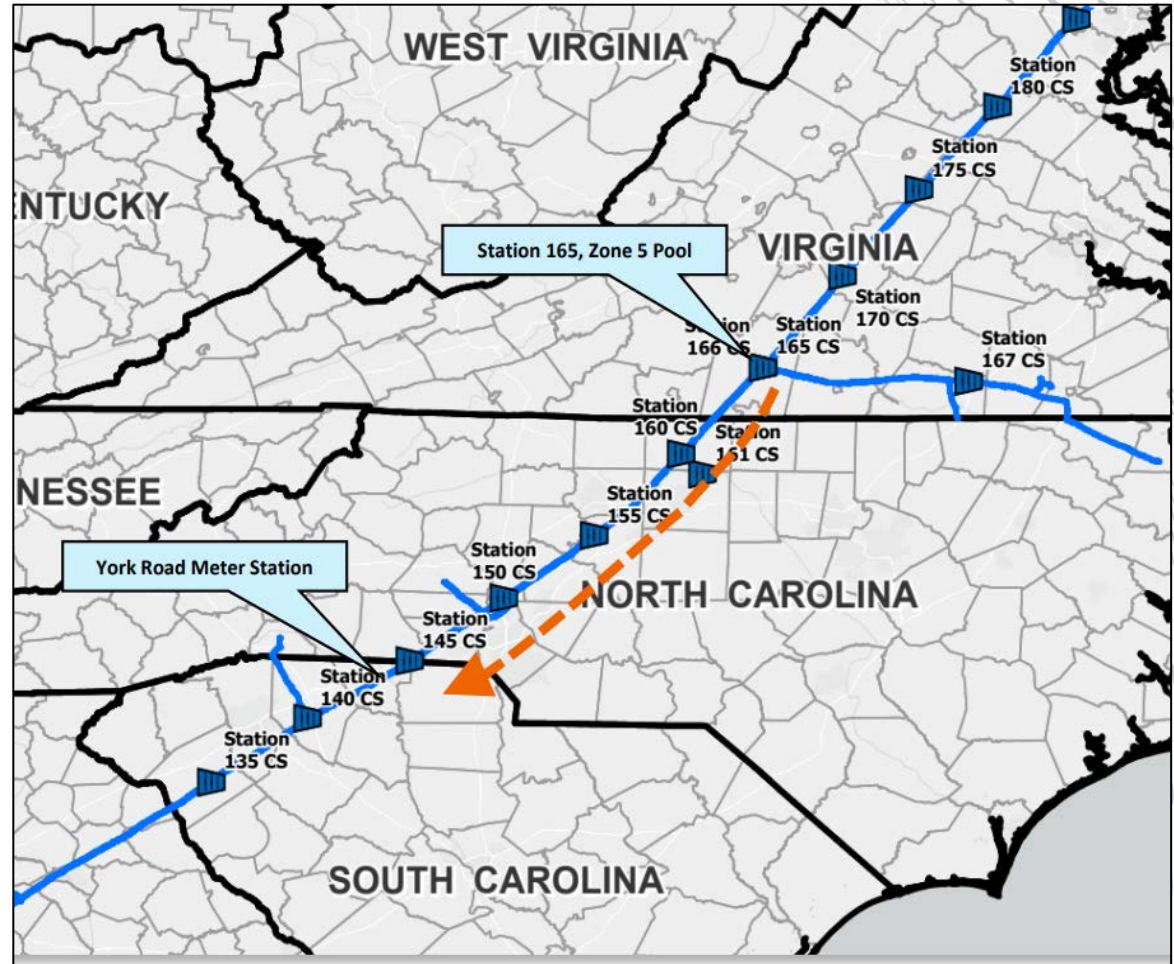 WEST VIRGINIA
Station
180 CS
Station
175 CS
ENTUCKY
Station 165, Zone 5 Pool
VIRGINIA
Station
170 CS
Station
166 CS
Station
165 CS
Station
167 CS
Station
160 CS
Station
161 CS
NESSEE
Station
155 CS
York Road Meter Station
Station
150 CS
NORTH CAROLINA
Station
145 CS
Station
140 CS
Station
135 CS
SOUTH CAROLINA